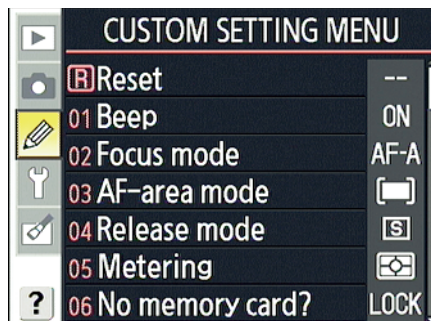 CUSTOM SETTING MENU
R Reset --
01 Beep ON
02 Focus mode AF-A
03 AF-area mode
04 Release mode S
05 Metering
06 No memory card? LOCK
?